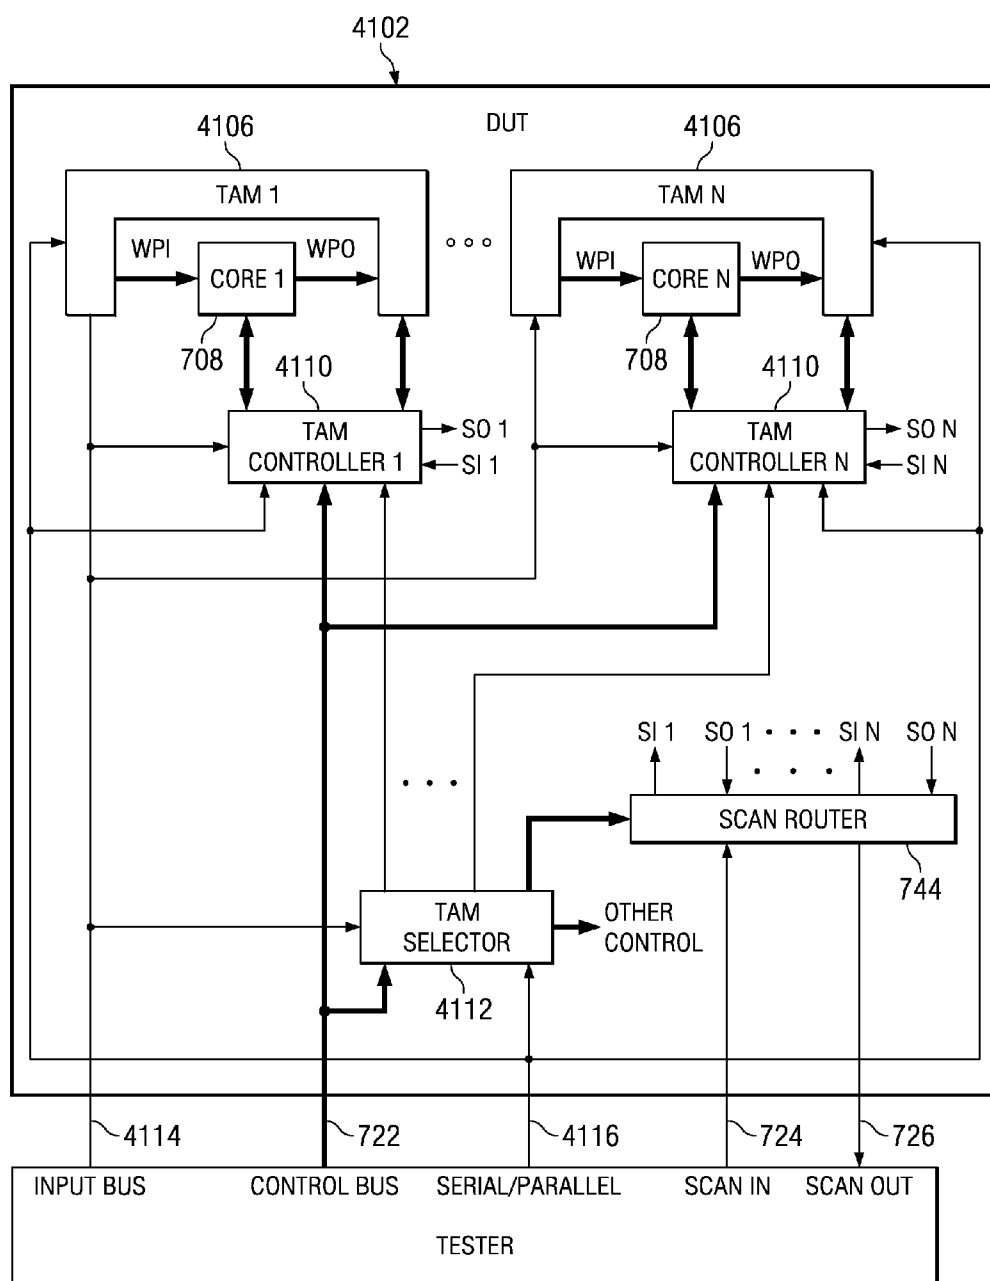 4102
DUT
4106
4106
TAM 1
TAM N
WPI
WPO
CORE 1
WPI
WPO
CORE N
708
4110
708
4110
TAM
CONTROLLER 1
SO 1
SI 1
TAM
CONTROLLER N
SO N
SI N
SI 1
SO 1
SI N
SO N
SCAN ROUTER
744
TAM
SELECTOR
OTHER
CONTROL
4112
4114
722
4116
724
726
INPUT BUS
CONTROL BUS
SERIAL/PARALLEL
SCAN IN
SCAN OUT
TESTER